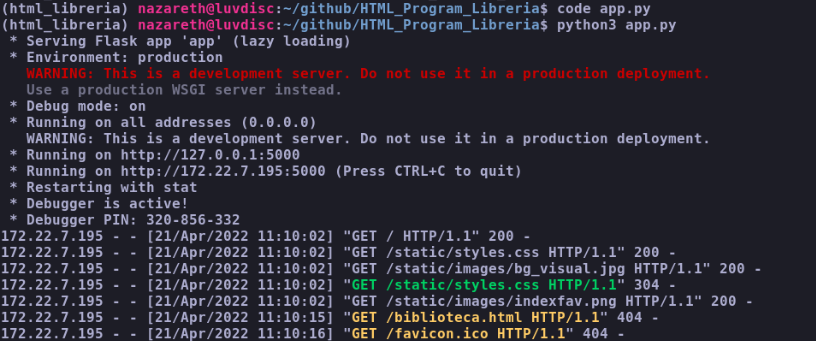 (html_libreria) nazareth@luvdisc:~/github/HTML_Program_Libreria$ code app.py
(html_libreria) nazareth@luvdisc:~/github/HTML_Program_Libreria$ python3 app.py
 * Serving Flask app 'app' (lazy loading)
 * Environment: production
   WARNING: This is a development server. Do not use it in a production deployment.
   Use a production WSGI server instead.
 * Debug mode: on
 * Running on all addresses (0.0.0.0)
   WARNING: This is a development server. Do not use it in a production deployment.
 * Running on http://127.0.0.1:5000
 * Running on http://172.22.7.195:5000 (Press CTRL+C to quit)
 * Restarting with stat
 * Debugger is active!
 * Debugger PIN: 320-856-332
172.22.7.195 - - [21/Apr/2022 11:10:02] "GET / HTTP/1.1" 200 -
172.22.7.195 - - [21/Apr/2022 11:10:02] "GET /static/styles.css HTTP/1.1" 200 -
172.22.7.195 - - [21/Apr/2022 11:10:02] "GET /static/images/bg_visual.jpg HTTP/1.1" 200 -
172.22.7.195 - - [21/Apr/2022 11:10:02] "GET /static/styles.css HTTP/1.1" 304 -
172.22.7.195 - - [21/Apr/2022 11:10:02] "GET /static/images/indexfav.png HTTP/1.1" 200 -
172.22.7.195 - - [21/Apr/2022 11:10:15] "GET /biblioteca.html HTTP/1.1" 404 -
172.22.7.195 - - [21/Apr/2022 11:10:16] "GET /favicon.ico HTTP/1.1" 404 -